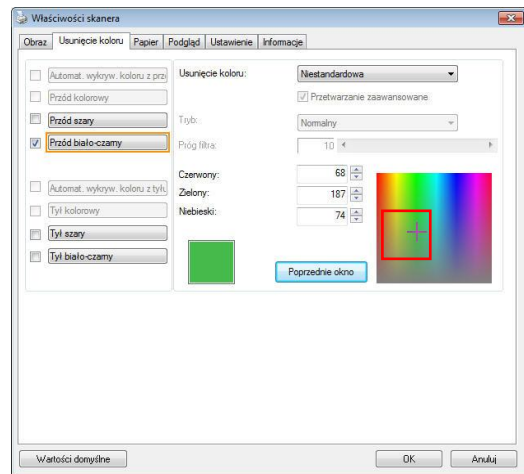 Właściwości skanera
Obraz Usunięcie koloru Papier Podgląd Ustawienie Informacje
Automat. wykryw. koloru z prz
Przód kolorowy
Przód szary
Przód biało-czarny
Automat. wykryw. koloru z tyłu
Tył kolorowy
Tył szary
Tył biało-czarny
Usunięcie koloru: Niestandardowa
Przetwarzanie zaawansowane
Tryb: Normalny
Próg filtra: 10
Czerwony: 68
Zielony: 187
Niebieski: 74
Poprzednie okno
Wartości domyślne OK Anuluj